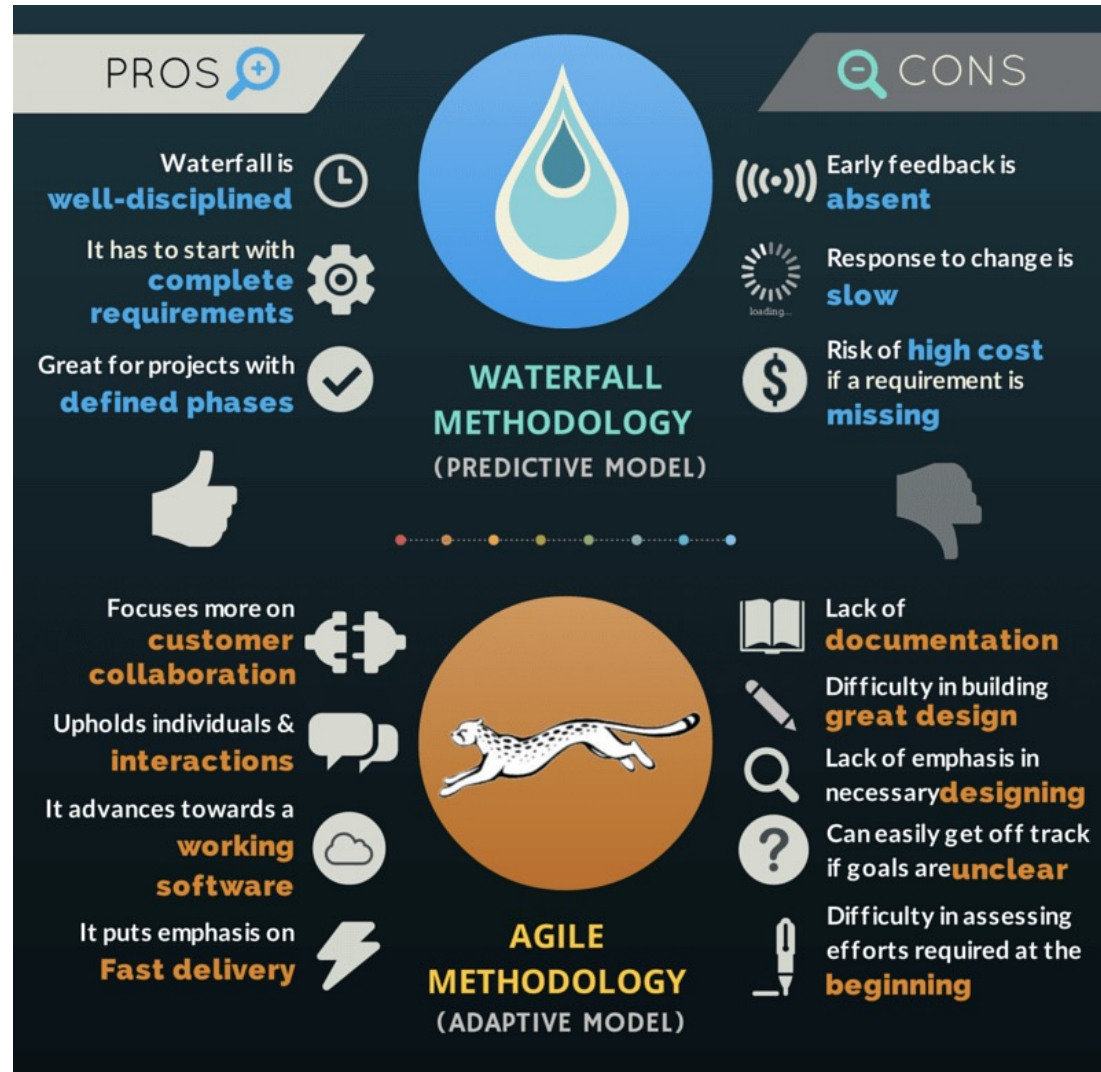 PROS
CONS
Waterfall is
well-disciplined
It has to start with
complete
requirements
Great for projects with
defined phases
WATERFALL
METHODOLOGY
(PREDICTIVE MODEL)
Early feedback is
absent
Response to change is
slow
loading...
Risk of high cost
if a requirement is
missing
Focuses more on
customer
collaboration
Upholds individuals &
interactions
It advances towards a
working
software
It puts emphasis on
Fast delivery
AGILE
METHODOLOGY
(ADAPTIVE MODEL)
Lack of
documentation
Difficulty in building
great design
Lack of emphasis in
necessary designing
Can easily get off track
if goals are unclear
Difficulty in assessing
efforts required at the
beginning